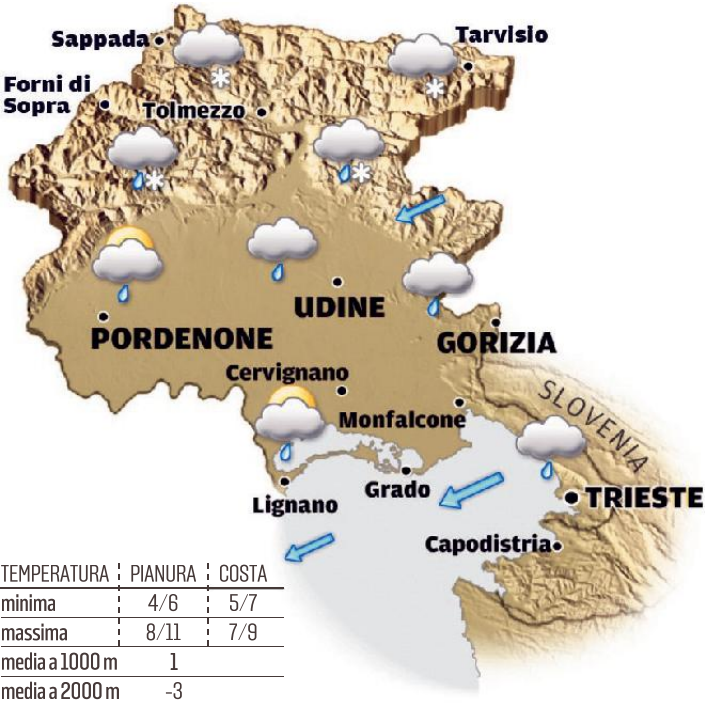 Sappada
Tarvisio
Forni di
Sopra
Tolmezzo
UDINE
PORDENONE
GORIZIA
Cervignano
Monfalcone
SLOVENIA
Grado
Lignano
TRIESTE
Capodistria
TEMPERATURA PIANURA COSTA
minima 4/6 5/7
massima 8/11 7/9
media a 1000 m 1
media a 2000 m -3